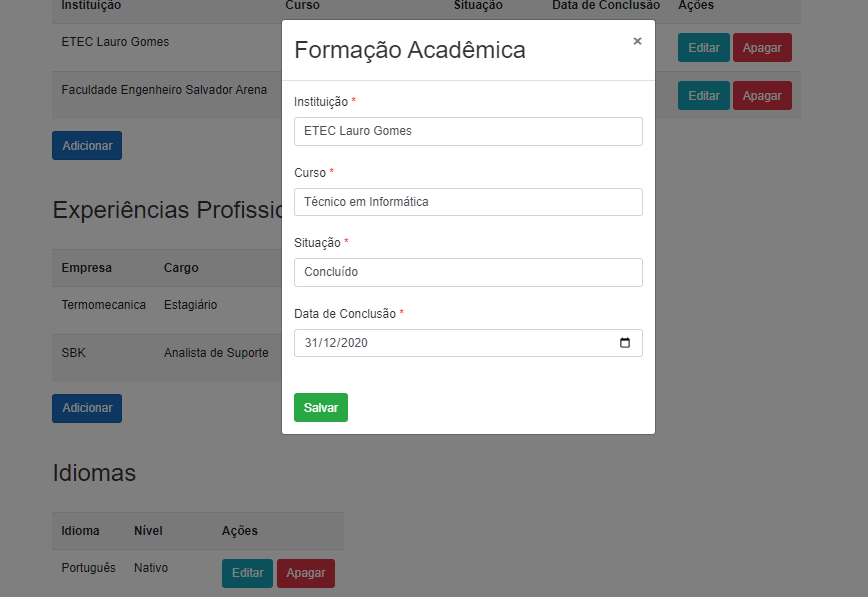 Instituição Curso Situação Data de Conclusão Ações
ETEC Lauro Gomes Editar Apagar
Faculdade Engenheiro Salvador Arena Editar Apagar
Adicionar
Formação Acadêmica ×
Instituição *
ETEC Lauro Gomes
Curso *
Técnico em Informática
Situação *
Concluído
Data de Conclusão *
31/12/2020
Salvar
Experiências Profissio
Empresa Cargo
Termomecanica Estagiário
SBK Analista de Suporte
Adicionar
Idiomas
Idioma Nível Ações
Português Nativo Editar Apagar